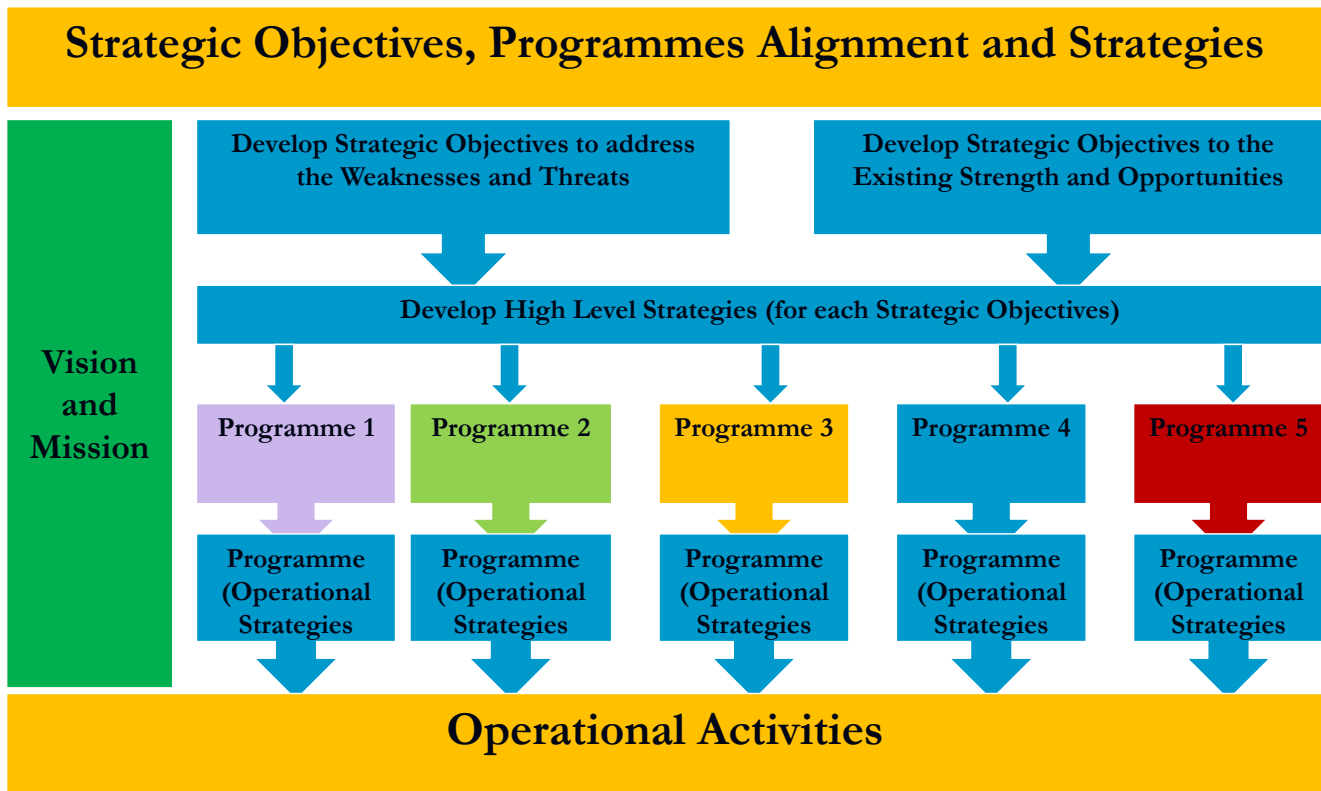 Strategic Objectives, Programmes Alignment and Strategies
Vision
and
Mission
Develop Strategic Objectives to address
the Weaknesses and Threats
Develop Strategic Objectives to the
Existing Strength and Opportunities
Develop High Level Strategies (for each Strategic Objectives)
Programme 1
Programme 2
Programme 3
Programme 4
Programme 5
Programme
(Operational
Strategies
Programme
(Operational
Strategies
Programme
(Operational
Strategies
Programme
(Operational
Strategies
Programme
(Operational
Strategies
Operational Activities